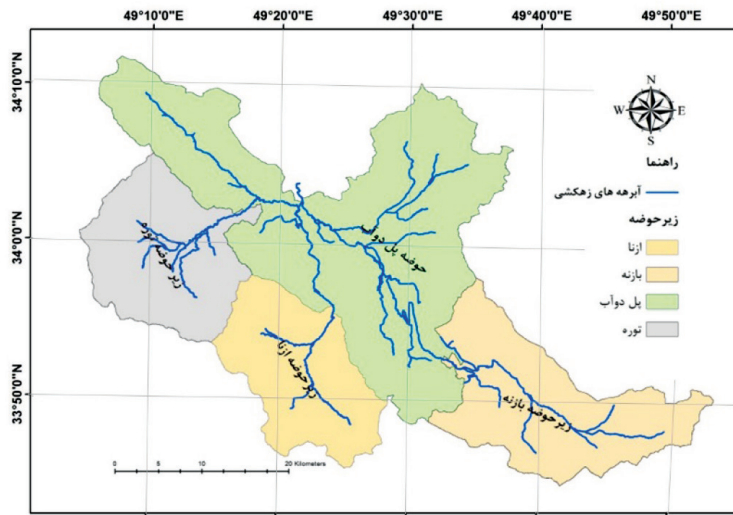 49°10'0"E 49°20'0"E 49°30'0"E 49°40'0"E 49°50'0"E
34°10'0"N
34°0'0"N
33°50'0"N
N
W E
S
راهنما
آبرهه های زهکشی
زیرحوضه
ازنا
بازنه
پل دوآب
توره
زیرحوضه توره
حوضه پل دوآب
زیرحوضه ازنا
زیرحوضه بازنه
0 5 10 20 Kilometers